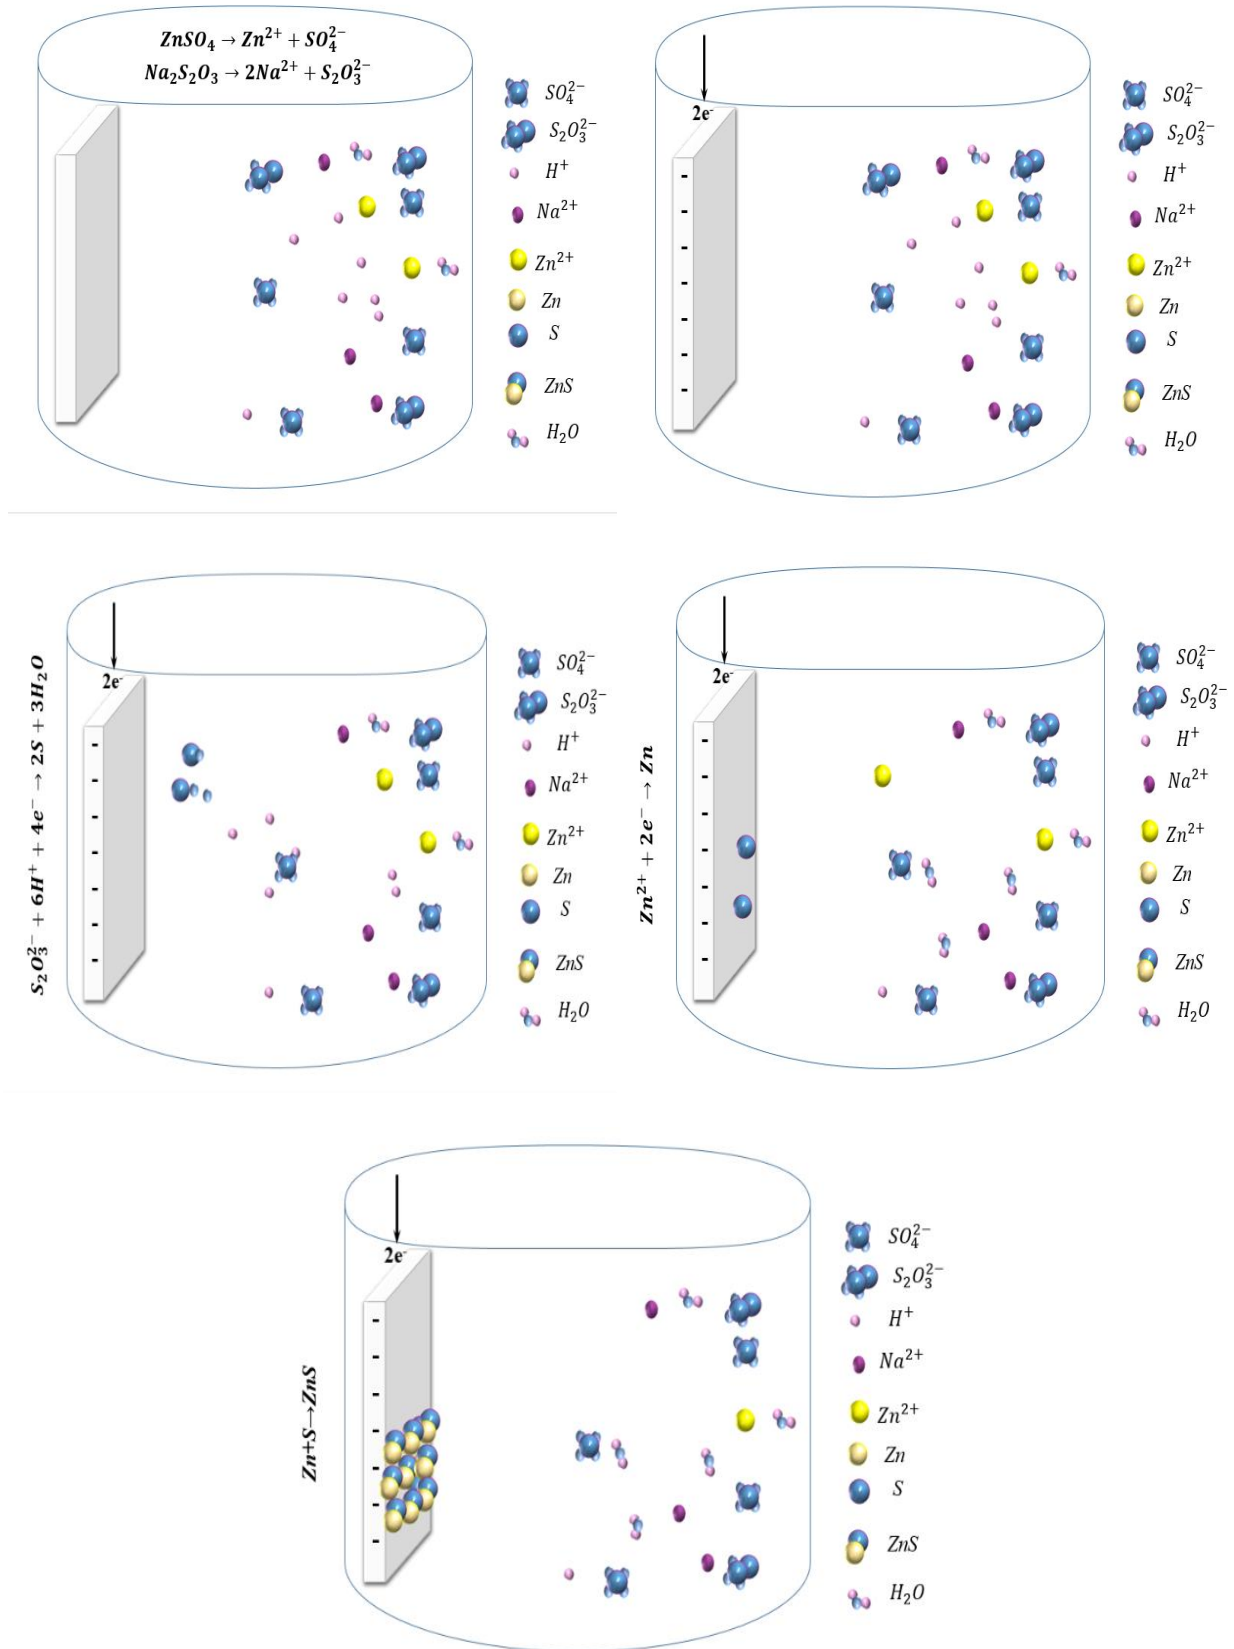 ZnSO₄ → Zn²⁺ + SO₄²⁻
Na₂S₂O₃ → 2Na²⁺ + S₂O₃²⁻
SO₄²⁻
S₂O₃²⁻
H⁺
Na²⁺
Zn²⁺
Zn
S
ZnS
H₂O
2e⁻
SO₄²⁻
S₂O₃²⁻
H⁺
Na²⁺
Zn²⁺
Zn
S
ZnS
H₂O
S₂O₃²⁻ + 6H⁺ + 4e⁻ → 2S + 3H₂O
2e⁻
SO₄²⁻
S₂O₃²⁻
H⁺
Na²⁺
Zn²⁺
Zn
S
ZnS
H₂O
Zn²⁺ + 2e⁻ → Zn
2e⁻
SO₄²⁻
S₂O₃²⁻
H⁺
Na²⁺
Zn²⁺
Zn
S
ZnS
H₂O
Zn+S→ZnS
2e⁻
SO₄²⁻
S₂O₃²⁻
H⁺
Na²⁺
Zn²⁺
Zn
S
ZnS
H₂O